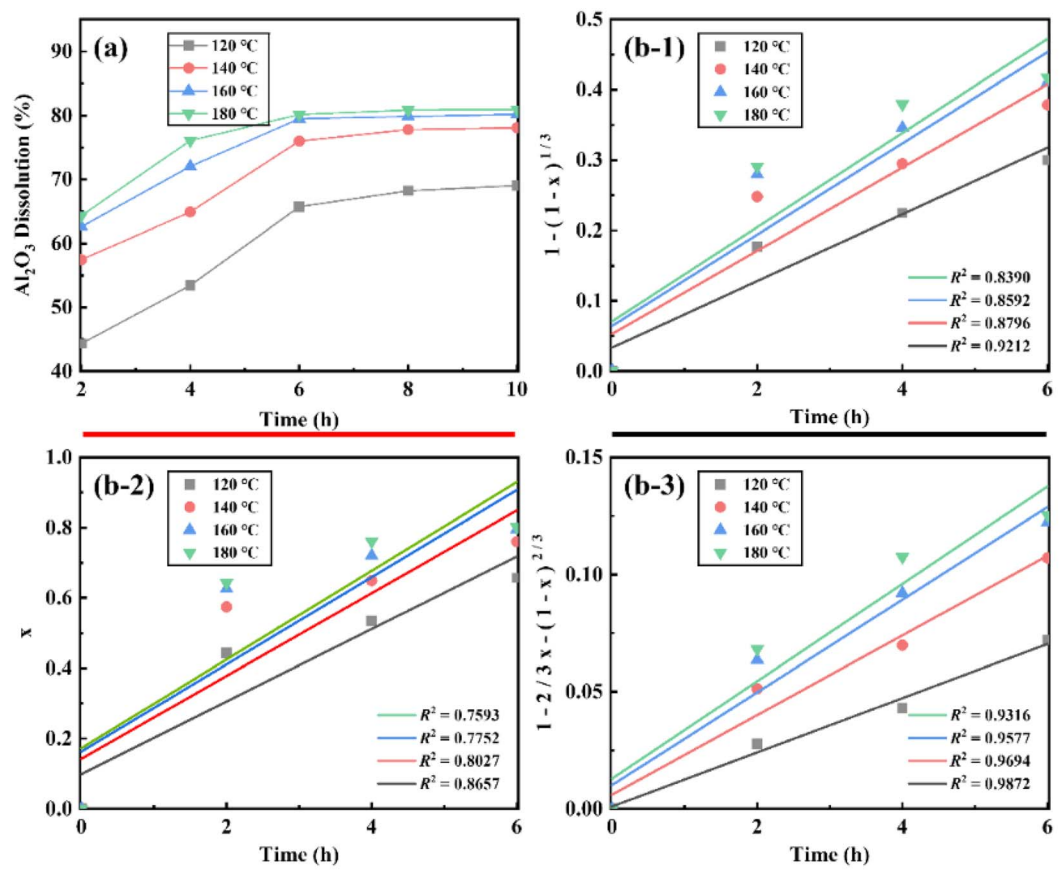 (a)
120 °C
140 °C
160 °C
180 °C
90
80
70
60
50
40
2
4
6
8
10
Al₂O₃ Dissolution (%)
Time (h)
(b-1)
120 °C
140 °C
160 °C
180 °C
0.5
0.4
0.3
0.2
0.1
0.0
0
2
4
6
1 - ( 1 - x ) ¹ᐟ³
Time (h)
R² = 0.8390
R² = 0.8592
R² = 0.8796
R² = 0.9212
(b-2)
120 °C
140 °C
160 °C
180 °C
1.0
0.8
0.6
0.4
0.2
0.0
0
2
4
6
x
Time (h)
R² = 0.7593
R² = 0.7752
R² = 0.8027
R² = 0.8657
(b-3)
120 °C
140 °C
160 °C
180 °C
0.15
0.10
0.05
0.00
0
2
4
6
1 - 2 / 3 x - ( 1 - x ) ²ᐟ³
Time (h)
R² = 0.9316
R² = 0.9577
R² = 0.9694
R² = 0.9872